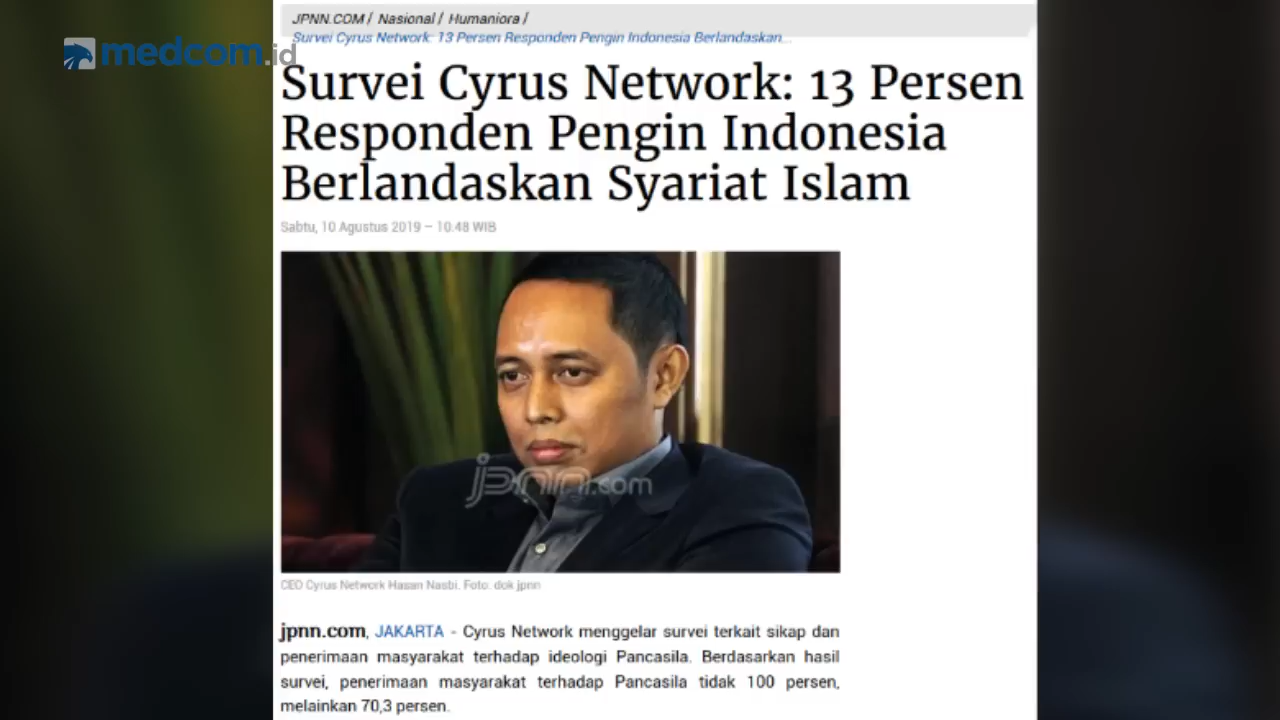 JPNN.COM / Nasional / Humaniora /
Survei Cyrus Network: 13 Persen Responden Pengin Indonesia Berlandaskan...
medcom.id
Survei Cyrus Network: 13 Persen
Responden Pengin Indonesia
Berlandaskan Syariat Islam
Sabtu, 10 Agustus 2019 – 10:48 WIB
jpnn.com
CEO Cyrus Network Hasan Nasbi. Foto: dok jpnn
jpnn.com, JAKARTA - Cyrus Network menggelar survei terkait sikap dan
penerimaan masyarakat terhadap ideologi Pancasila. Berdasarkan hasil
survei, penerimaan masyarakat terhadap Pancasila tidak 100 persen,
melainkan 70,3 persen.